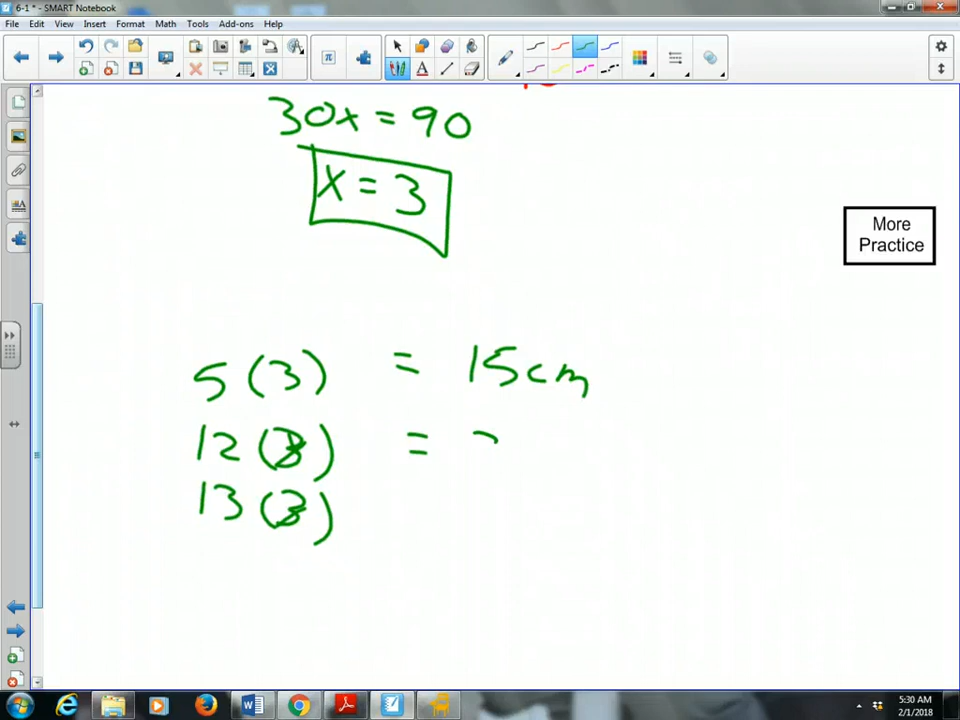 6-1 * - SMART Notebook
File Edit View Insert Format Math Tools Add-ons Help
30x = 90
x = 3
More
Practice
5 (3) = 15cm
12 (3) =
13 (3)
5:30 AM
2/1/2018